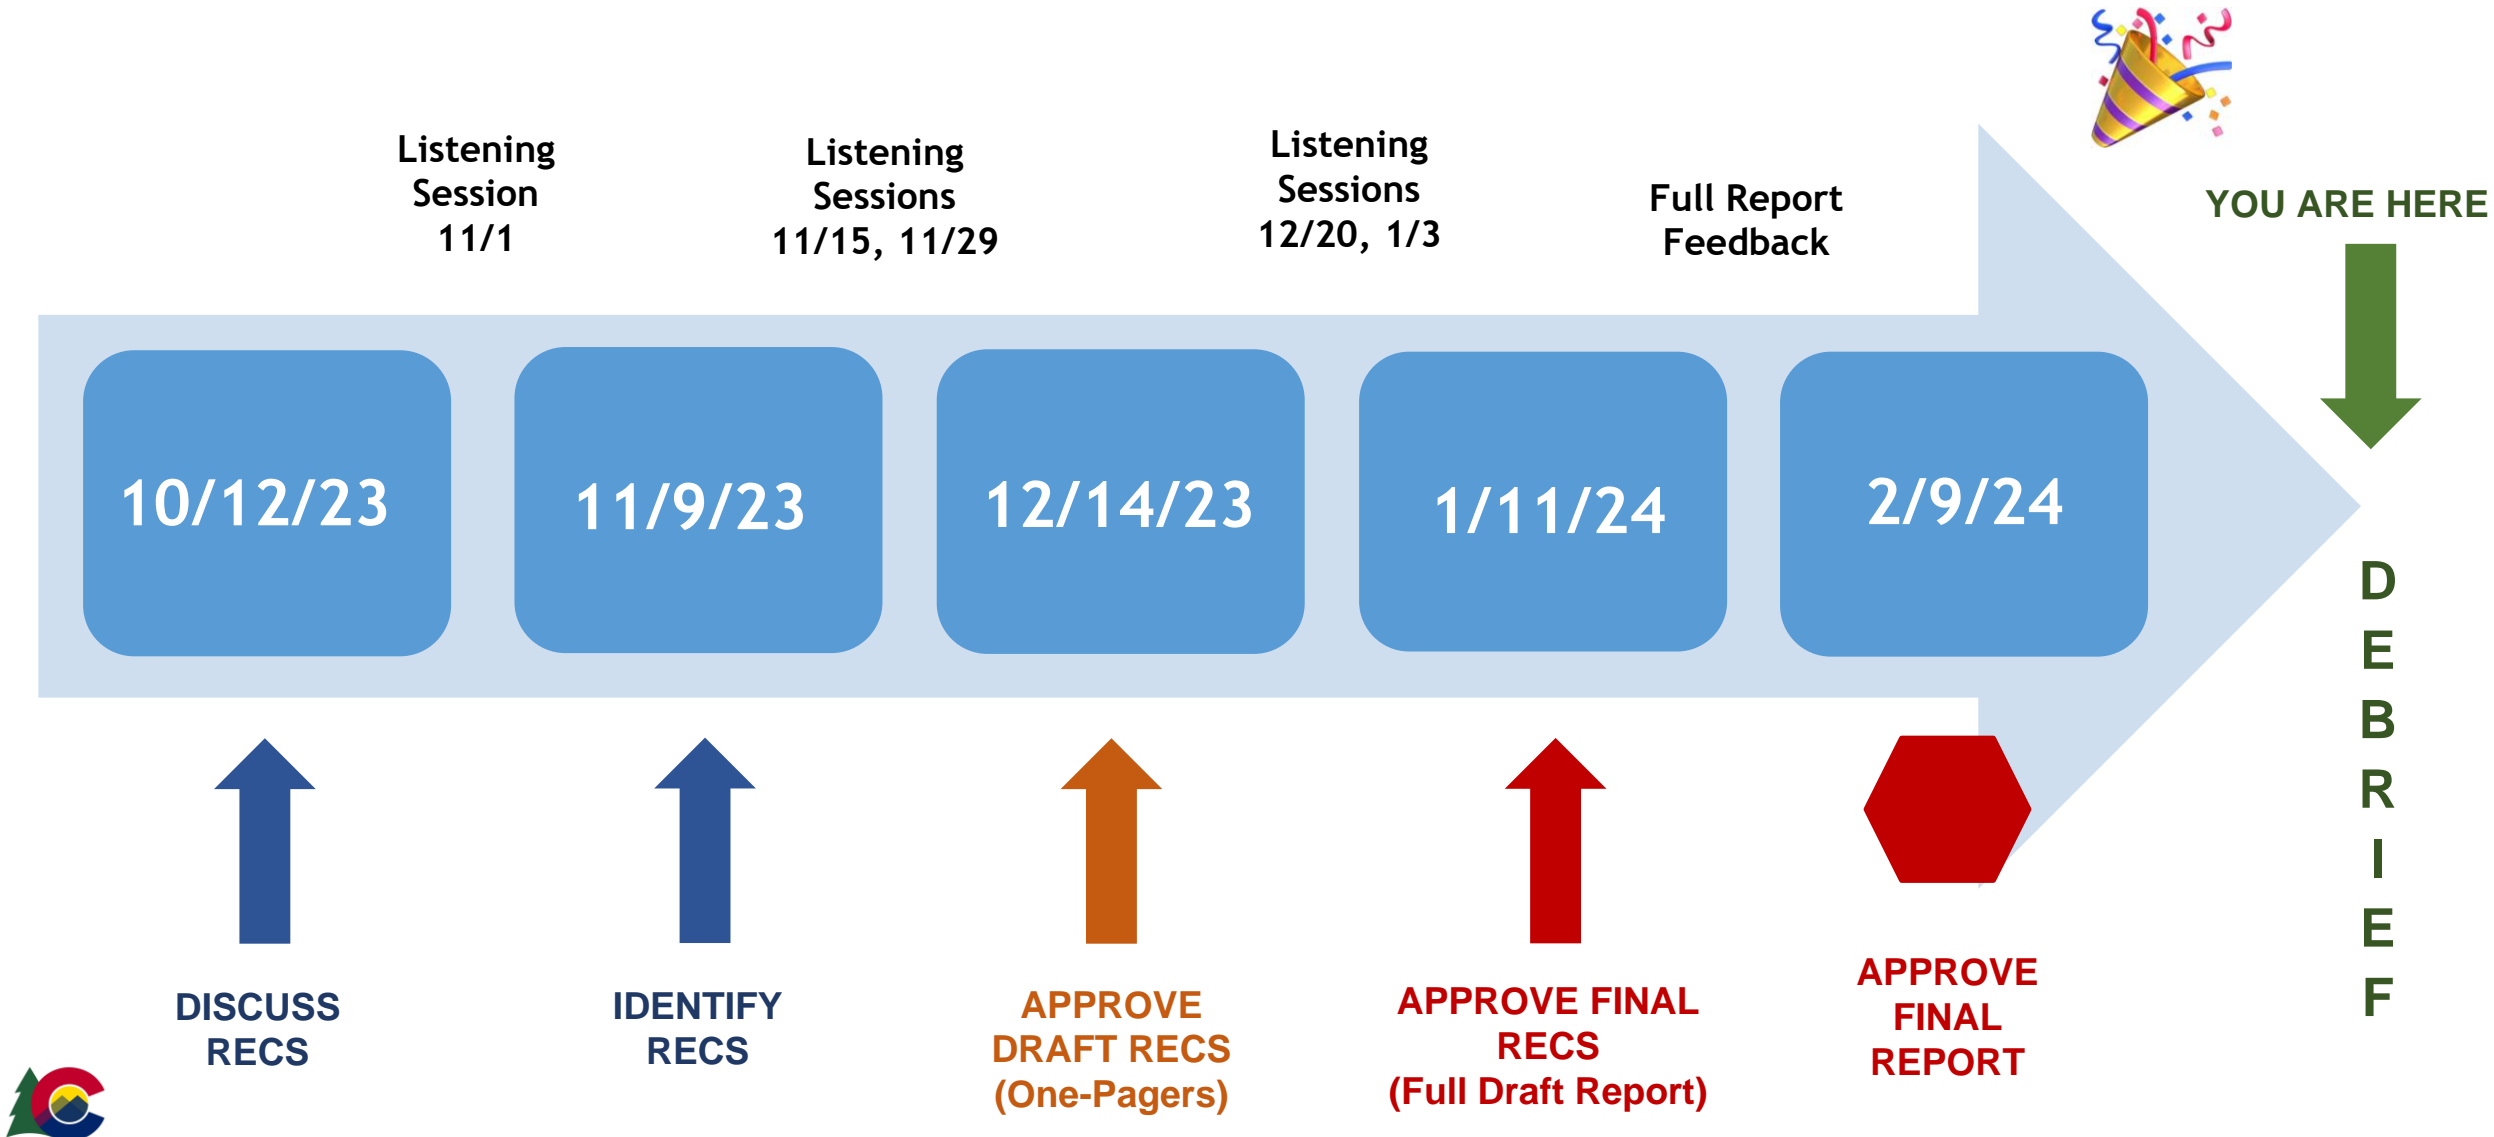 Listening
Session
11/1
Listening
Sessions
11/15, 11/29
Listening
Sessions
12/20, 1/3
Full Report
Feedback
YOU ARE HERE
10/12/23
11/9/23
12/14/23
1/11/24
2/9/24
DISCUSS
RECS
IDENTIFY
RECS
APPROVE
DRAFT RECS
(One-Pagers)
APPROVE FINAL
RECS
(Full Draft Report)
APPROVE
FINAL
REPORT
D
E
B
R
I
E
F